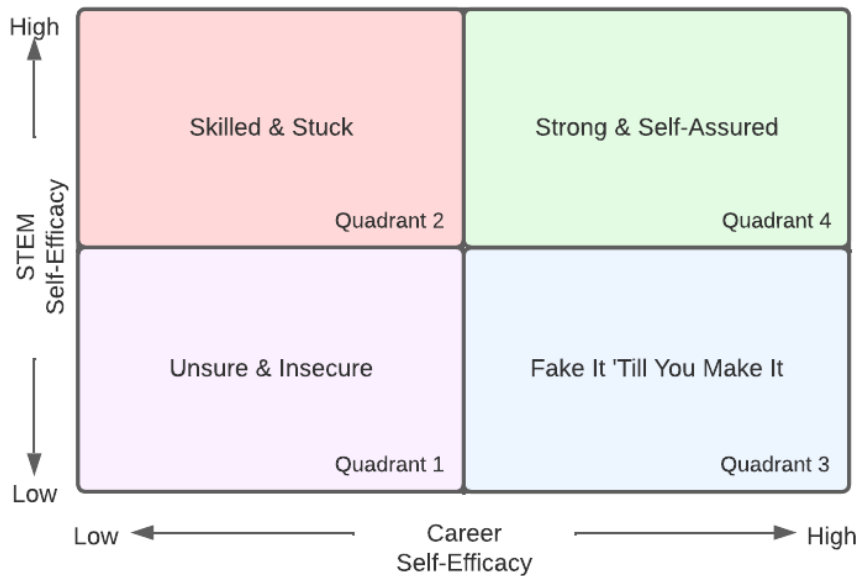 High
Skilled & Stuck
Strong & Self-Assured
Quadrant 2
Quadrant 4
STEM
Self-Efficacy
Unsure & Insecure
Fake It 'Till You Make It
Quadrant 1
Quadrant 3
Low
Low
Career
Self-Efficacy
High